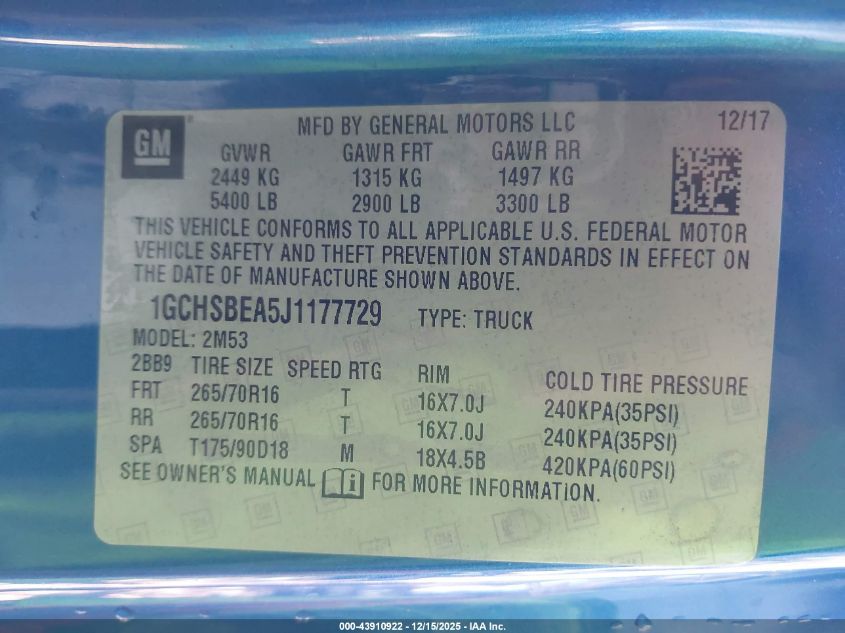 GM
MFD BY GENERAL MOTORS LLC 12/17
GVWR GAWR FRT GAWR RR
2449 KG 1315 KG 1497 KG
5400 LB 2900 LB 3300 LB
THIS VEHICLE CONFORMS TO ALL APPLICABLE U.S. FEDERAL MOTOR
VEHICLE SAFETY AND THEFT PREVENTION STANDARDS IN EFFECT ON
THE DATE OF MANUFACTURE SHOWN ABOVE.
1GCHSBEA5J1177729 TYPE: TRUCK
MODEL: 2M53
2BB9 TIRE SIZE SPEED RTG RIM COLD TIRE PRESSURE
FRT 265/70R16 T 16X7.0J 240KPA(35PSI)
RR 265/70R16 T 16X7.0J 240KPA(35PSI)
SPA T175/90D18 M 18X4.5B 420KPA(60PSI)
SEE OWNER'S MANUAL i FOR MORE INFORMATION.
000-43910922 - 12/15/2025 - IAA Inc.